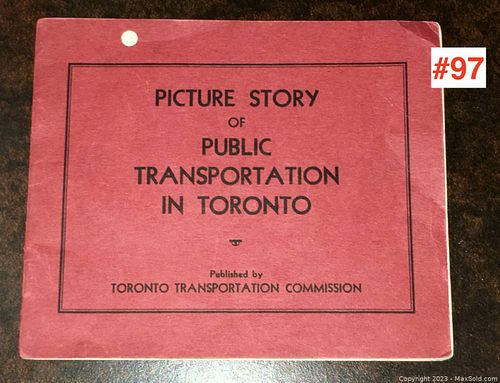 #97
PICTURE STORY
OF
PUBLIC
TRANSPORTATION
IN TORONTO
Published by
TORONTO TRANSPORTATION COMMISSION
Copyright 2023 - MaxSold.com